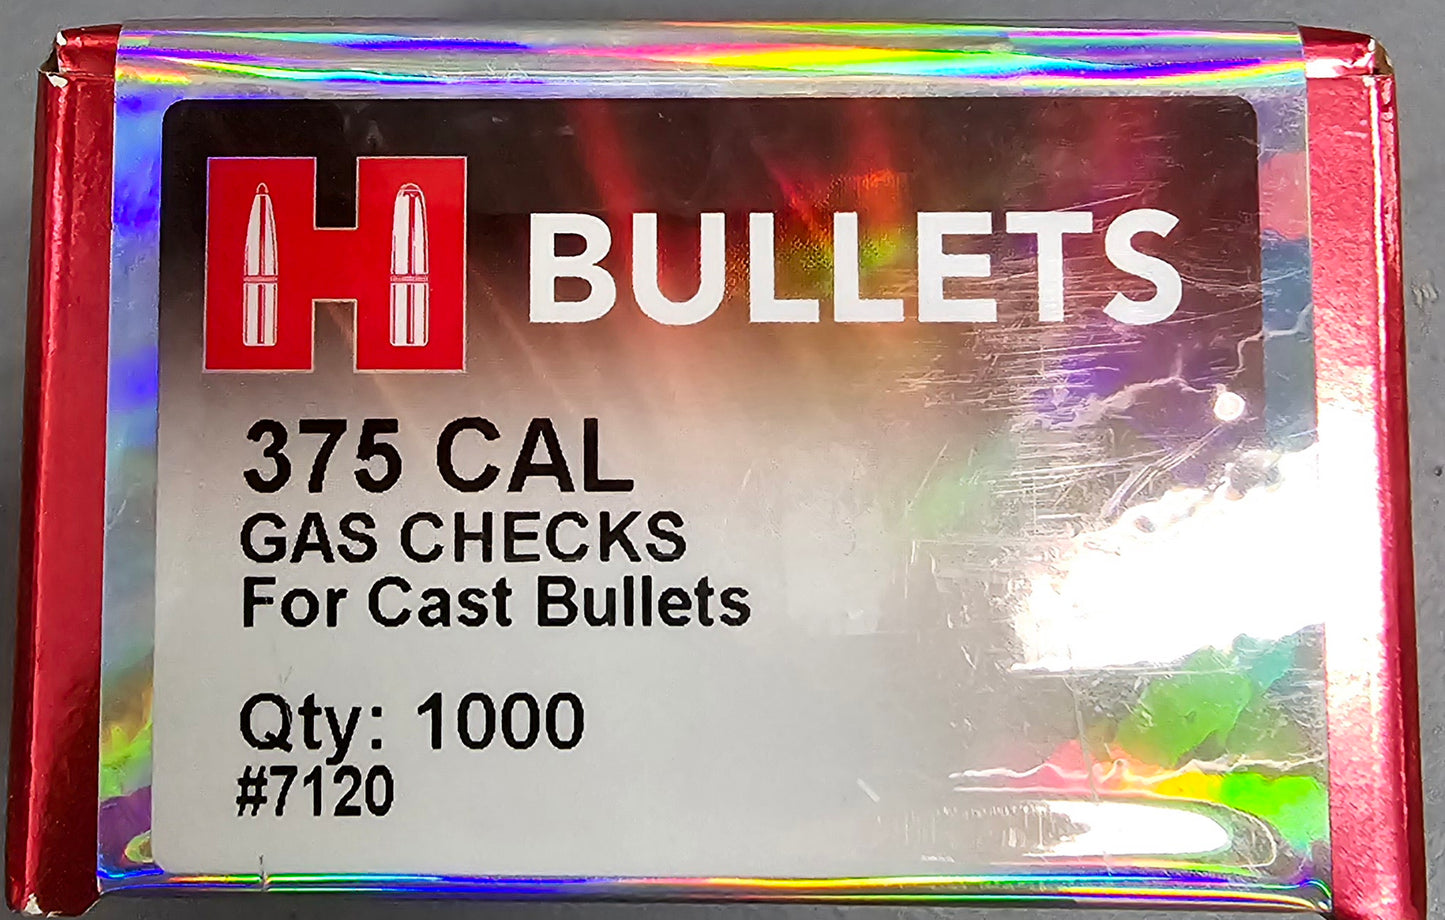 H BULLETS
375 CAL
GAS CHECKS
For Cast Bullets
Qty: 1000
#7120